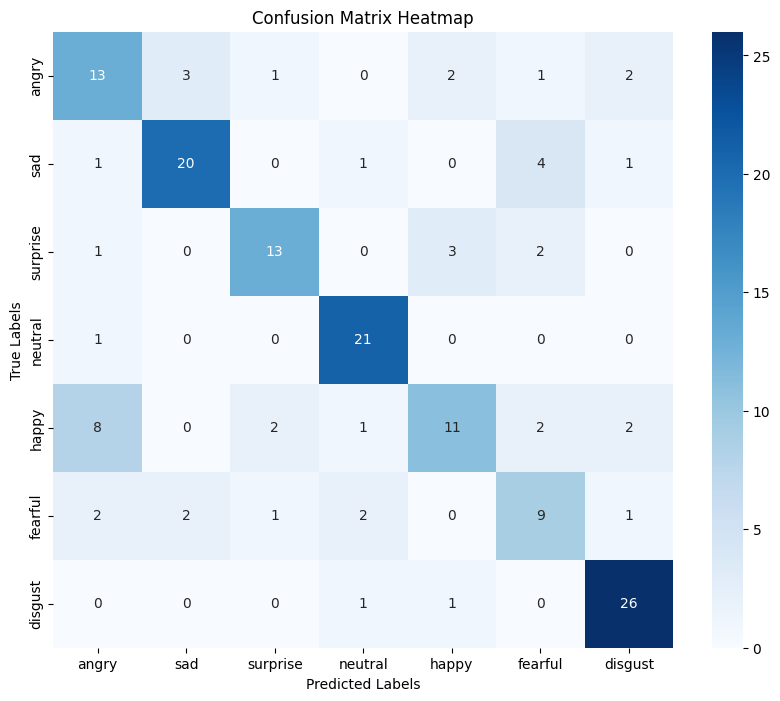 Confusion Matrix Heatmap
angry 13 3 1 0 2 1 2
sad 1 20 0 1 0 4 1
surprise 1 0 13 0 3 2 0
neutral 1 0 0 21 0 0 0
happy 8 0 2 1 11 2 2
fearful 2 2 1 2 0 9 1
disgust 0 0 0 1 1 0 26
True Labels
angry sad surprise neutral happy fearful disgust
Predicted Labels
25
20
15
10
5
0